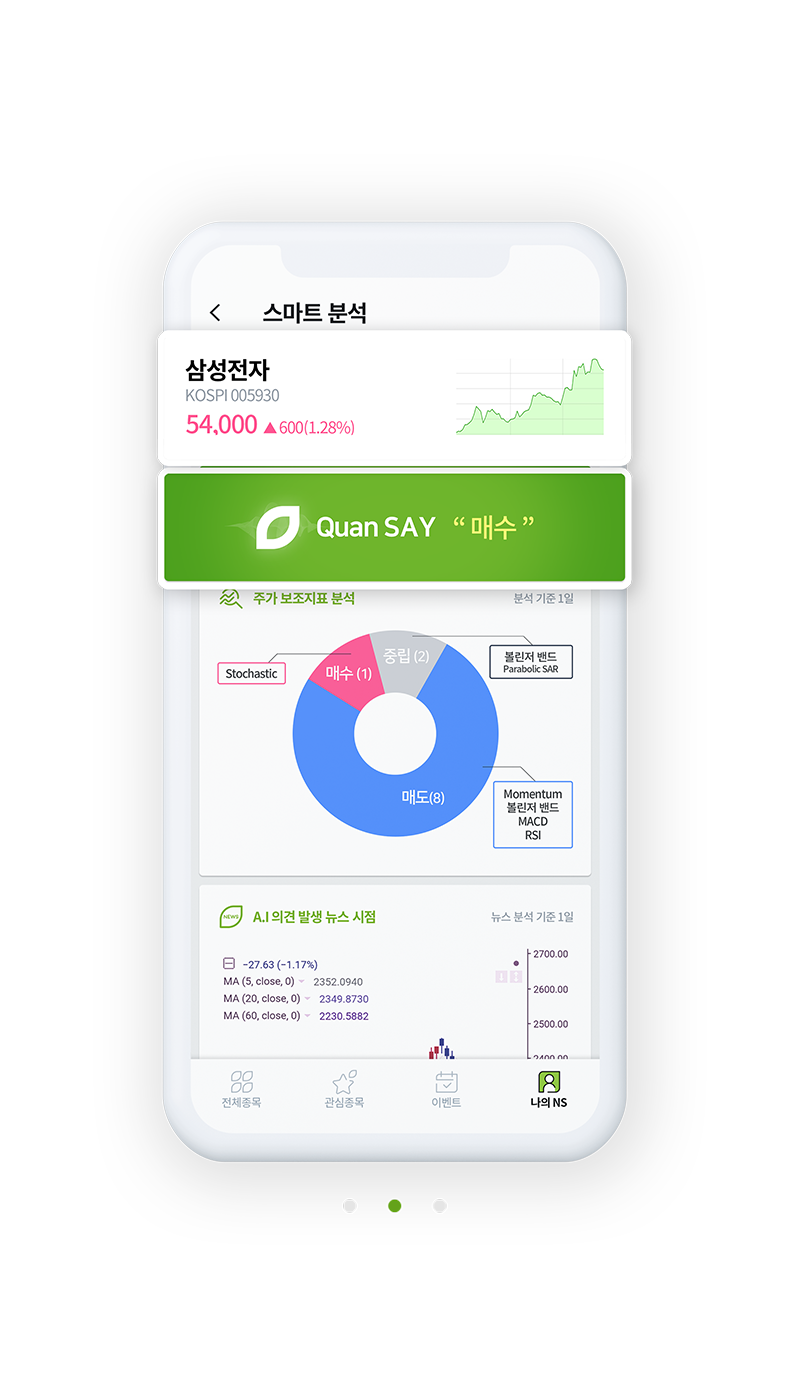 스마트 분석
삼성전자
KOSPI 005930
54,000 ▲600(1.28%)
Quan SAY “ 매수 ”
주가 보조지표 분석
분석 기준 1일
중립 (2)
매수 (1)
Stochastic
볼린저 밴드
Parabolic SAR
매도(8)
Momentum
볼린저 밴드
MACD
RSI
NEWS
A.I 의견 발생 뉴스 시점
뉴스 분석 기준 1일
−27.63 (−1.17%)
MA (5, close, 0) 2352.0940
MA (20, close, 0) 2349.8730
MA (60, close, 0) 2230.5882
2700.00
2600.00
2500.00
2400.00
전체종목
관심종목
이벤트
나의 NS